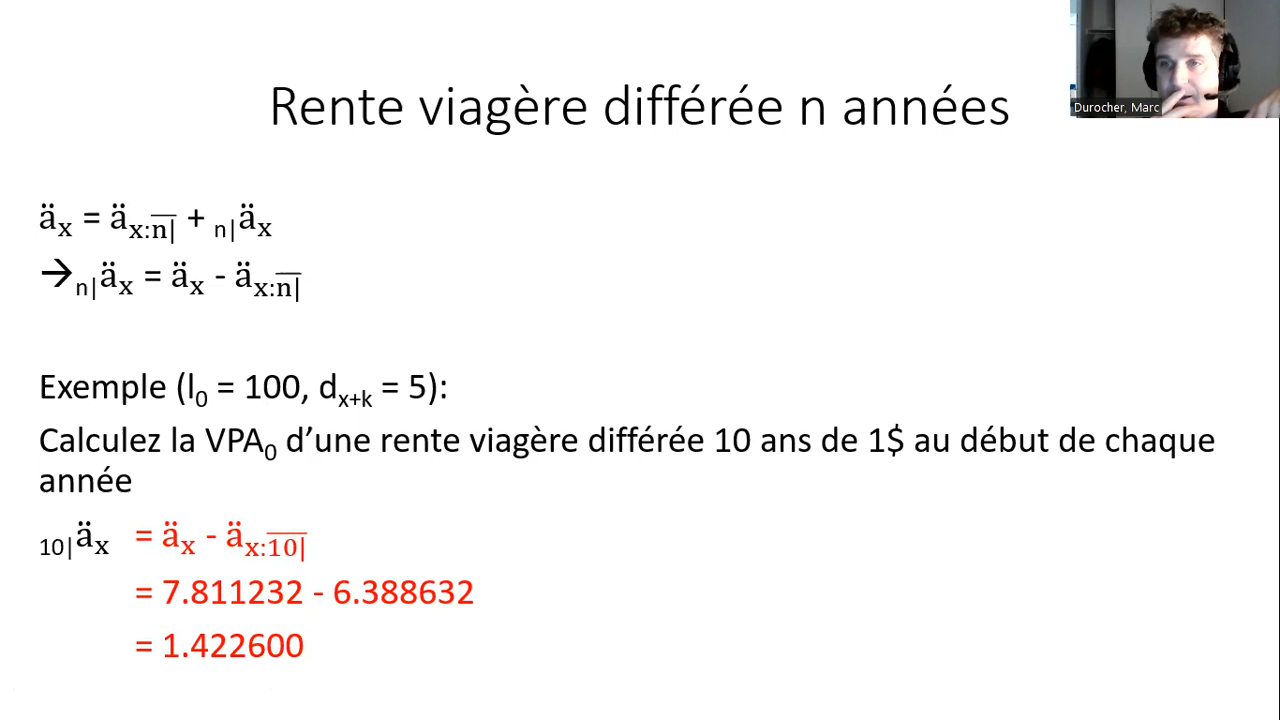 Rente viagère différée n années
Durocher, Marc
äₓ = äx:n̅| + n|äₓ
→n|äₓ = äₓ - äx:n̅|
Exemple (l₀ = 100, dx+k = 5):
Calculez la VPA₀ d’une rente viagère différée 10 ans de 1$ au début de chaque
année
10|äₓ = äₓ - äx:1̅0̅|
= 7.811232 - 6.388632
= 1.422600